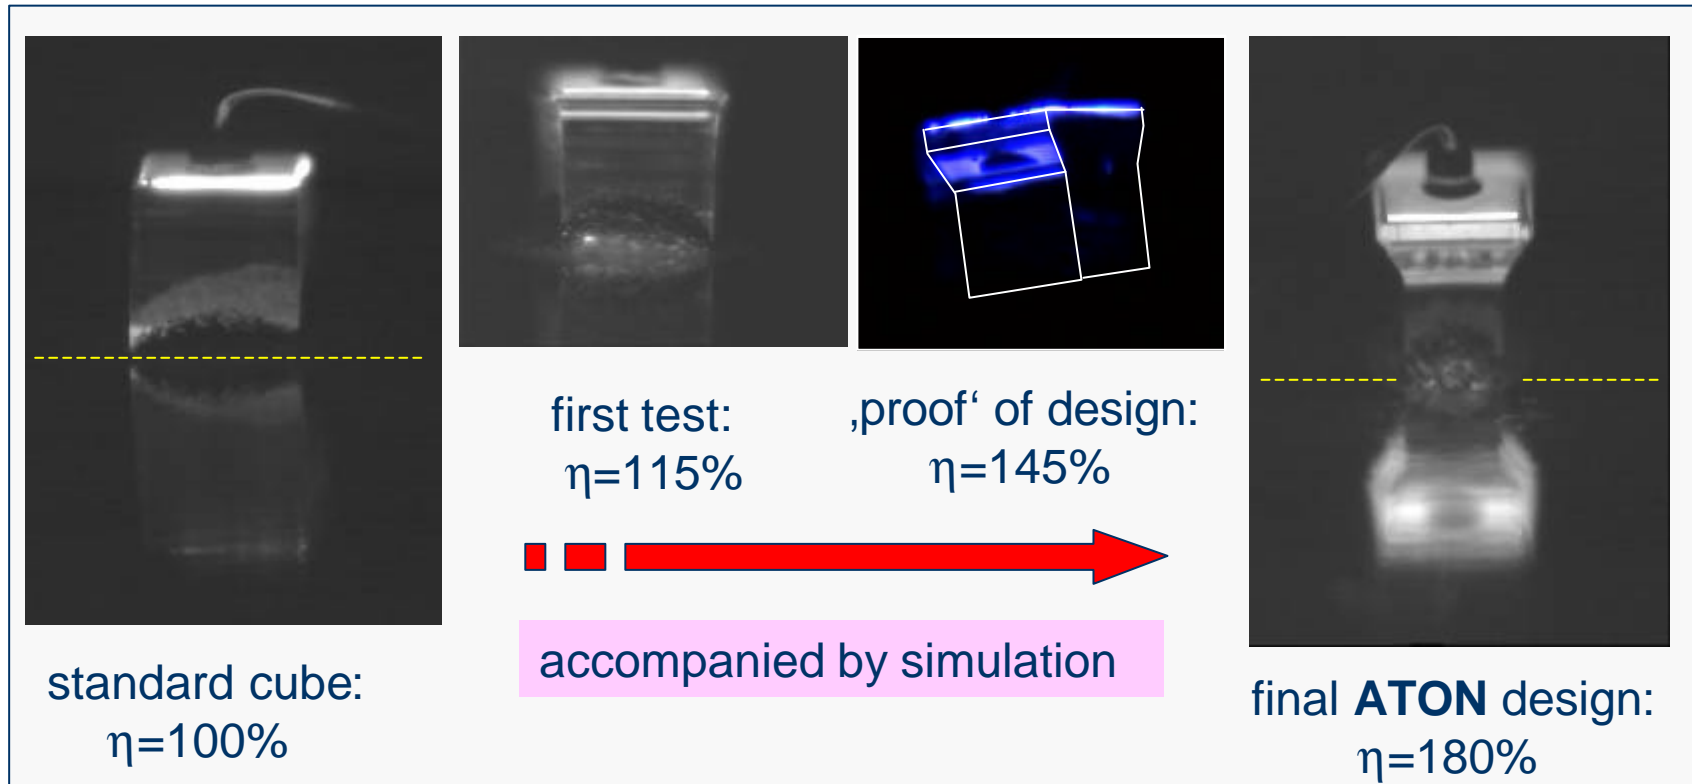 standard cube:
η=100%
first test:
η=115%
‚proof‘ of design:
η=145%
accompanied by simulation
final ATON design:
η=180%